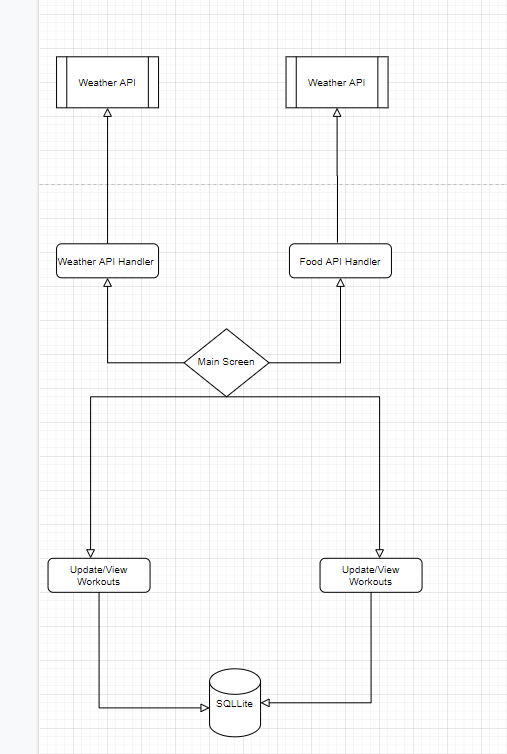 Weather API
Weather API
Weather API Handler
Food API Handler
Main Screen
Update/View
Workouts
Update/View
Workouts
SQLLite